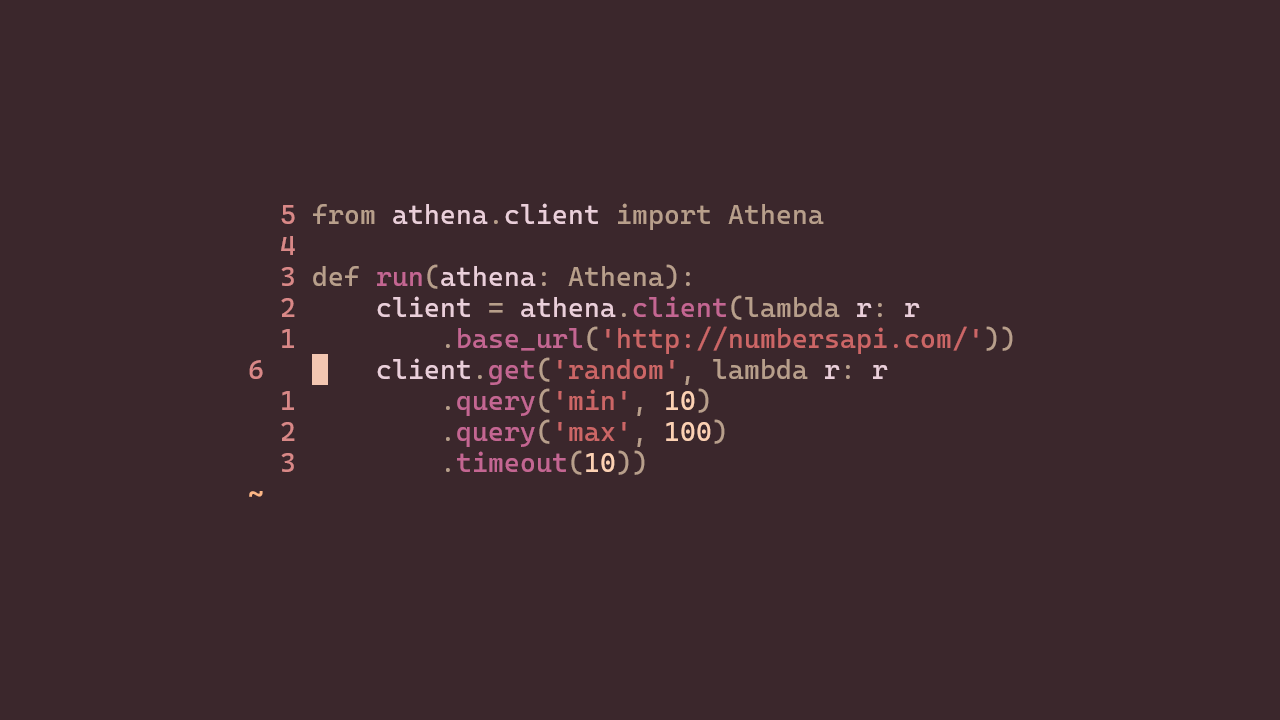 5 from athena.client import Athena
4
3 def run(athena: Athena):
2     client = athena.client(lambda r: r
1         .base_url('http://numbersapi.com/'))
6     client.get('random', lambda r: r
1         .query('min', 10)
2         .query('max', 100)
3         .timeout(10))
~